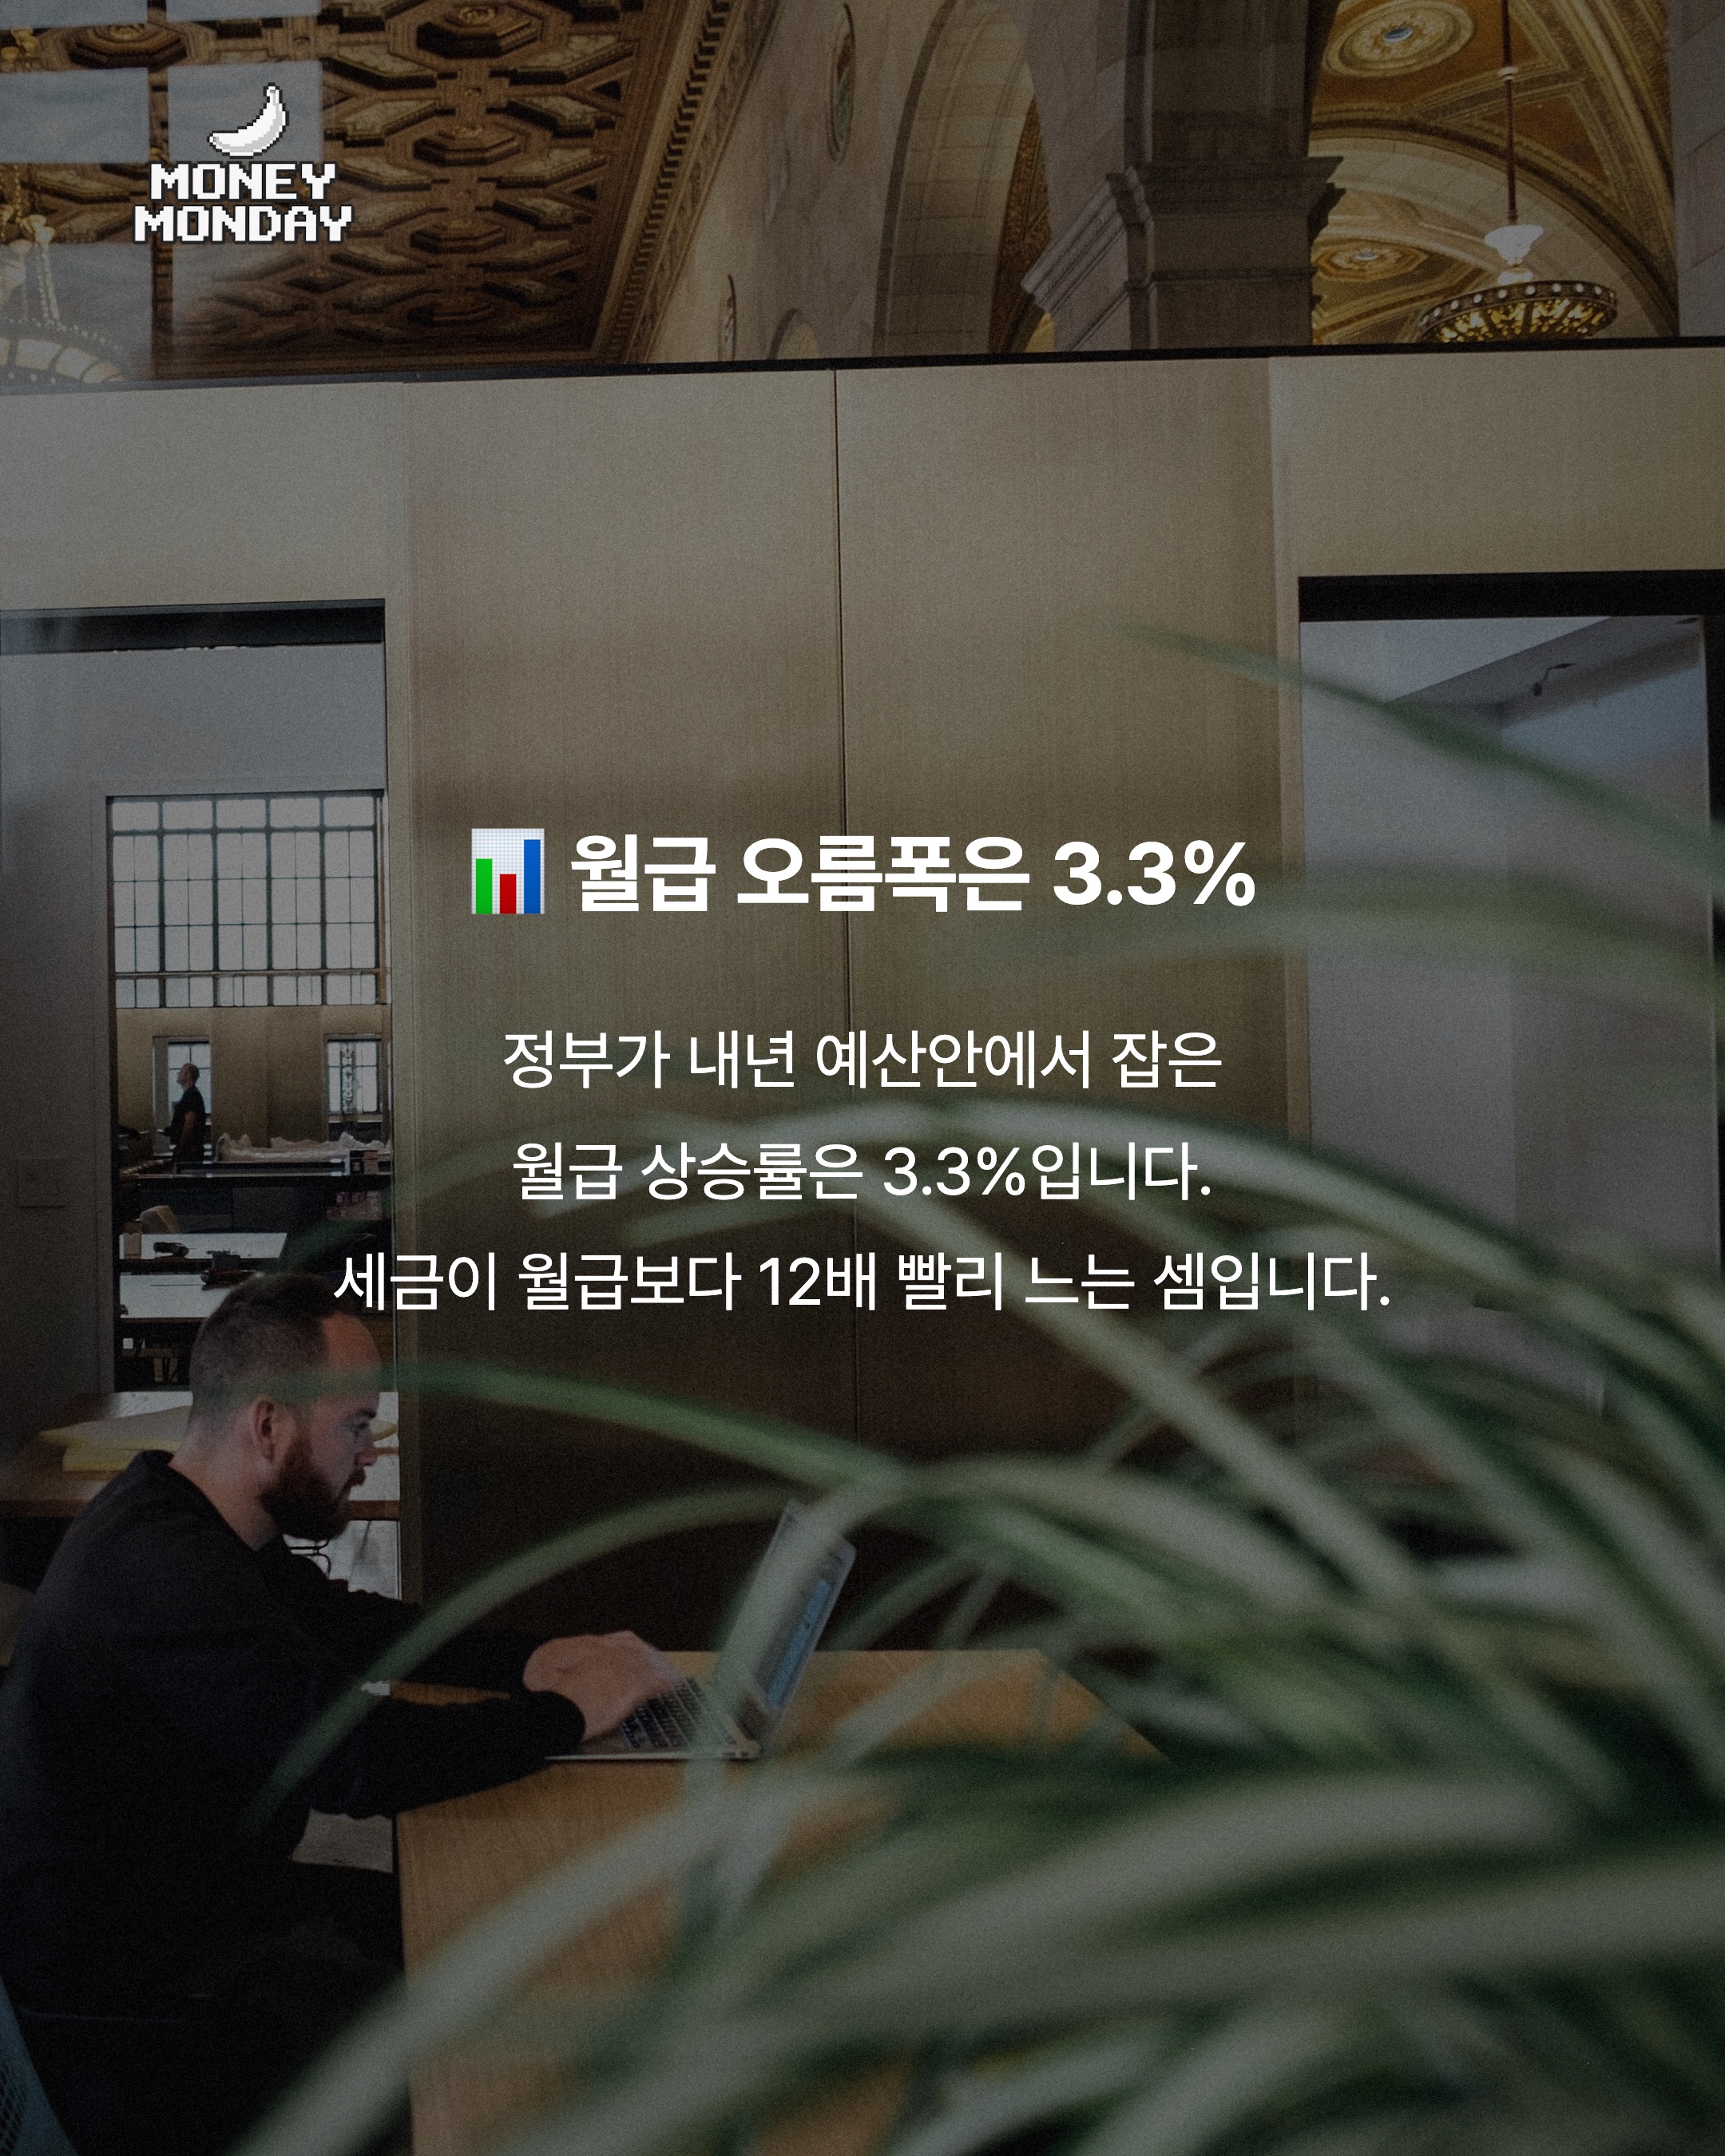 MONEY
MONDAY
📊 월급 오름폭은 3.3%
정부가 내년 예산안에서 잡은
월급 상승률은 3.3%입니다.
세금이 월급보다 12배 빨리 느는 셈입니다.